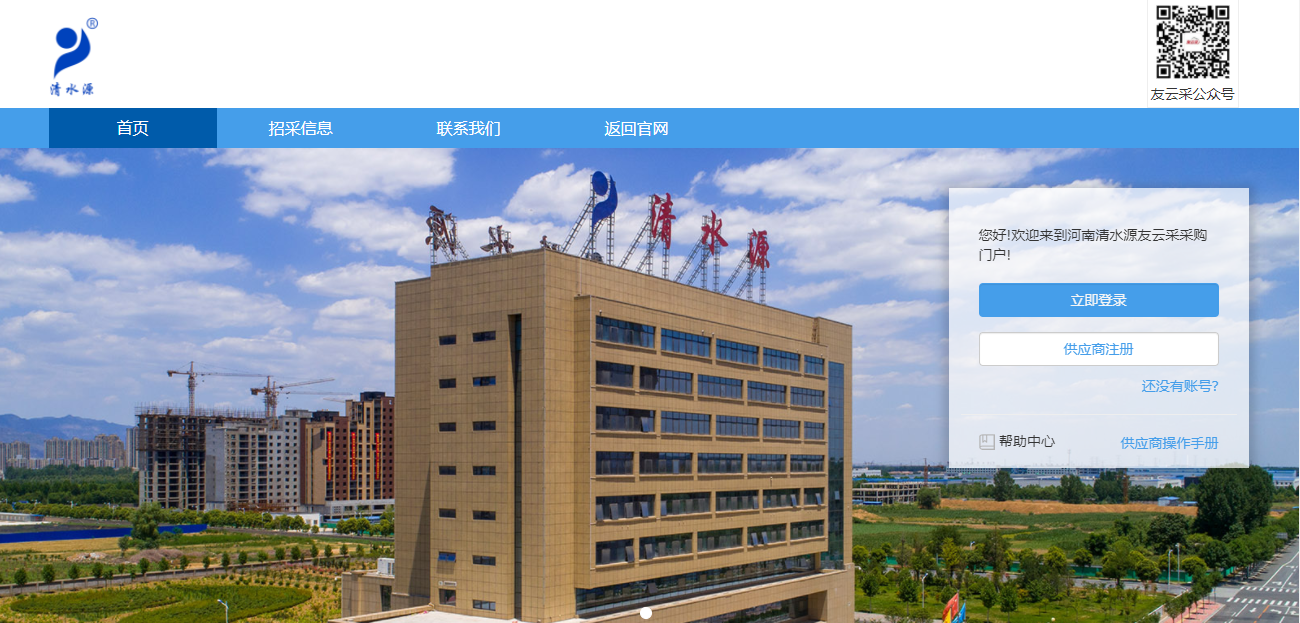 ®
清水源
友云采公众号
首页
招采信息
联系我们
返回官网
清水源
您好!欢迎来到河南清水源友云采采购
门户!
立即登录
供应商注册
还没有账号?
帮助中心
供应商操作手册